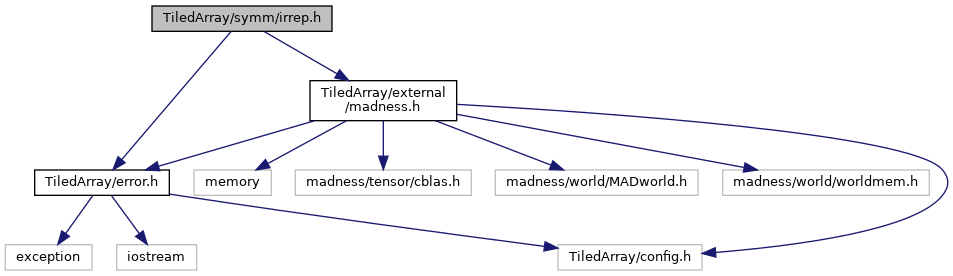 TiledArray/symm/irrep.h
TiledArray/external
/madness.h
TiledArray/error.h
memory
madness/tensor/cblas.h
madness/world/MADworld.h
madness/world/worldmem.h
exception
iostream
TiledArray/config.h